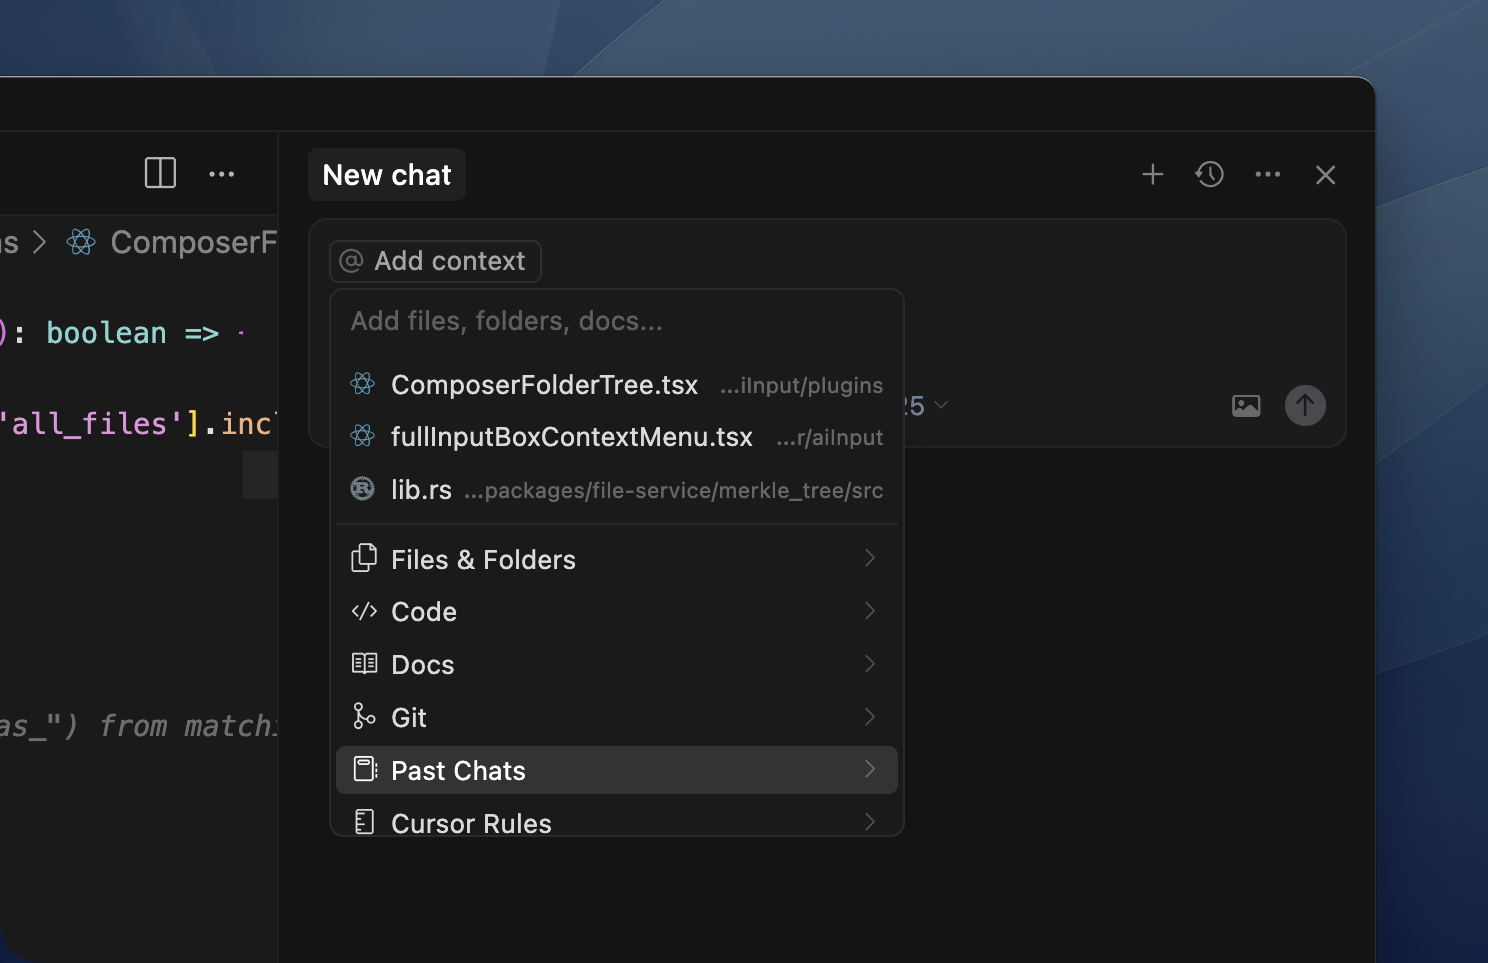 New chat
s > ComposerF
@ Add context
Add files, folders, docs...
): boolean =>
ComposerFolderTree.tsx ...iInput/plugins
25
'all_files'].inc
fullInputBoxContextMenu.tsx ...r/aiInput
lib.rs ...packages/file-service/merkle_tree/src
Files & Folders
Code
Docs
Git
as_") from match
Past Chats
Cursor Rules